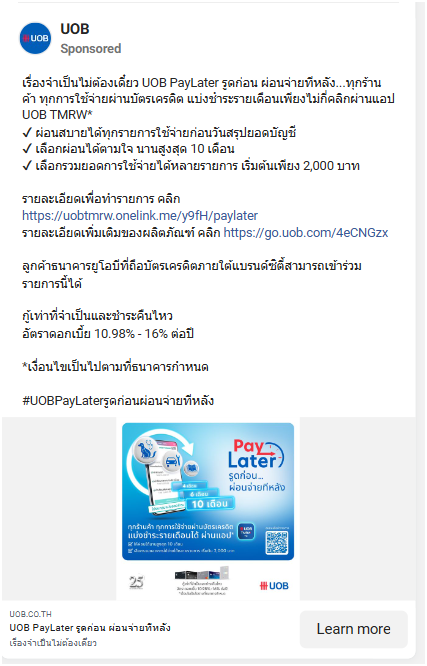 UOB
UOB
Sponsored
เรื่องจำเป็นไม่ต้องเดี๋ยว UOB PayLater รูดก่อน ผ่อนจ่ายทีหลัง...ทุกร้าน
ค้า ทุกการใช้จ่ายผ่านบัตรเครดิต แบ่งชำระรายเดือนเพียงไม่กี่คลิกผ่านแอป
UOB TMRW*
✓ ผ่อนสบายได้ทุกรายการใช้จ่ายก่อนวันสรุปยอดบัญชี
✓ เลือกผ่อนได้ตามใจ นานสูงสุด 10 เดือน
✓ เลือกรวมยอดการใช้จ่ายได้หลายรายการ เริ่มต้นเพียง 2,000 บาท
รายละเอียดเพื่อทำรายการ คลิก
https://uobtmrw.onelink.me/y9fH/paylater
รายละเอียดเพิ่มเติมของผลิตภัณฑ์ คลิก https://go.uob.com/4eCNGzx
ลูกค้าธนาคารยูโอบีที่ถือบัตรเครดิตภายใต้แบรนด์ซิตี้สามารถเข้าร่วม
รายการนี้ได้
กู้เท่าที่จำเป็นและชำระคืนไหว
อัตราดอกเบี้ย 10.98% - 16% ต่อปี
*เงื่อนไขเป็นไปตามที่ธนาคารกำหนด
#UOBPayLaterรูดก่อนผ่อนจ่ายทีหลัง
Pay
Later
รูดก่อน...
ผ่อนจ่ายทีหลัง
4 เดือน
6 เดือน
10 เดือน
ทุกร้านค้า ทุกการใช้จ่ายผ่านบัตรเครดิต
แบ่งชำระรายเดือนได้ ผ่านแอป*
UOB
TMRW
25
UOB
UOB.CO.TH
UOB PayLater รูดก่อน ผ่อนจ่ายทีหลัง
เรื่องจำเป็นไม่ต้องเดี๋ยว
Learn more